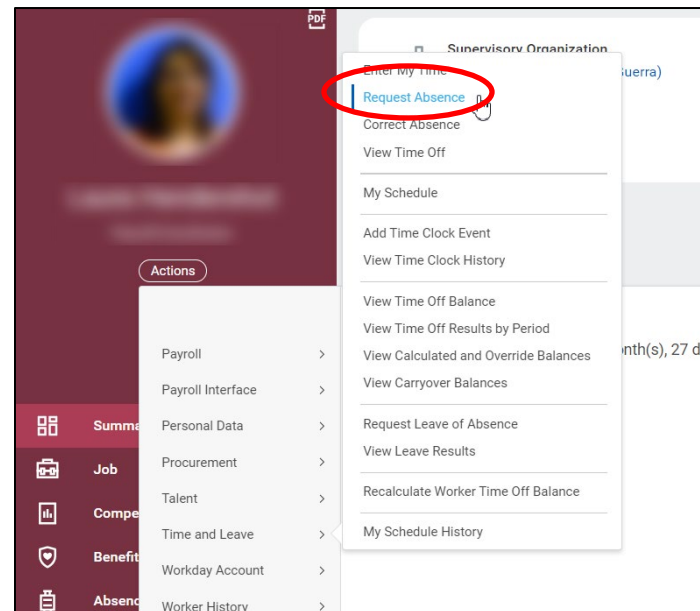 PDF
Supervisory Organization
Guerra)
Enter My Time
Request Absence
Correct Absence
View Time Off
My Schedule
Add Time Clock Event
View Time Clock History
View Time Off Balance
View Time Off Results by Period
View Calculated and Override Balances
View Carryover Balances
Request Leave of Absence
View Leave Results
Recalculate Worker Time Off Balance
My Schedule History
nth(s), 27 d
Actions
Payroll
Payroll Interface
Personal Data
Procurement
Talent
Time and Leave
Workday Account
Worker History
Summa
Job
Compe
Benefit
Absenc